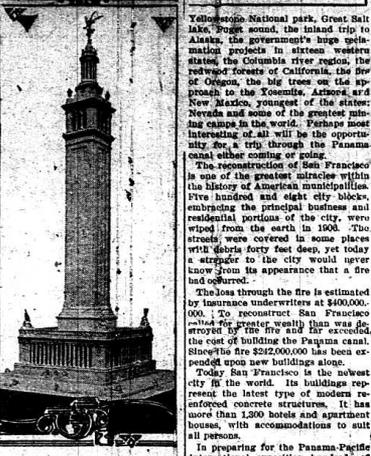 Yellowstone National park, Great Salt
lake, Puget sound, the inland trip to
Alaska, the government's huge recla-
mation projects in sixteen western
states, the Columbia river region, the
redwood forests of California, the firs
of Oregon, the big trees on the ap-
proach to the Yosemite, Arizona and
New Mexico, youngest of the states;
Nevada and some of the greatest min-
ing camps in the world. Perhaps most
interesting of all will be the opportu-
nity for a trip through the Panama
canal either coming or going.
The reconstruction of San Francisco
is one of the greatest miracles within
the history of American municipalities.
Five hundred and eight city blocks,
embracing the principal business and
residential portions of the city, were
wiped from the earth in 1906. The
streets were covered in some places
with debris forty feet deep, yet today
a stranger to the city would never
know from its appearance that a fire
had occurred.
The loss through the fire is estimated
by insurance underwriters at $400,000,-
000. To reconstruct San Francisco
called for greater wealth than was de-
stroyed by the fire and far exceeded
the cost of building the Panama canal.
Since the fire $242,000,000 has been ex-
pended upon new buildings alone.
Today San Francisco is the newest
city in the world. Its buildings rep-
resent the latest type of modern re-
enforced concrete structures. It has
more than 1,300 hotels and apartment
houses, with accommodations to suit
all persons.
In preparing for the Panama-Pacific